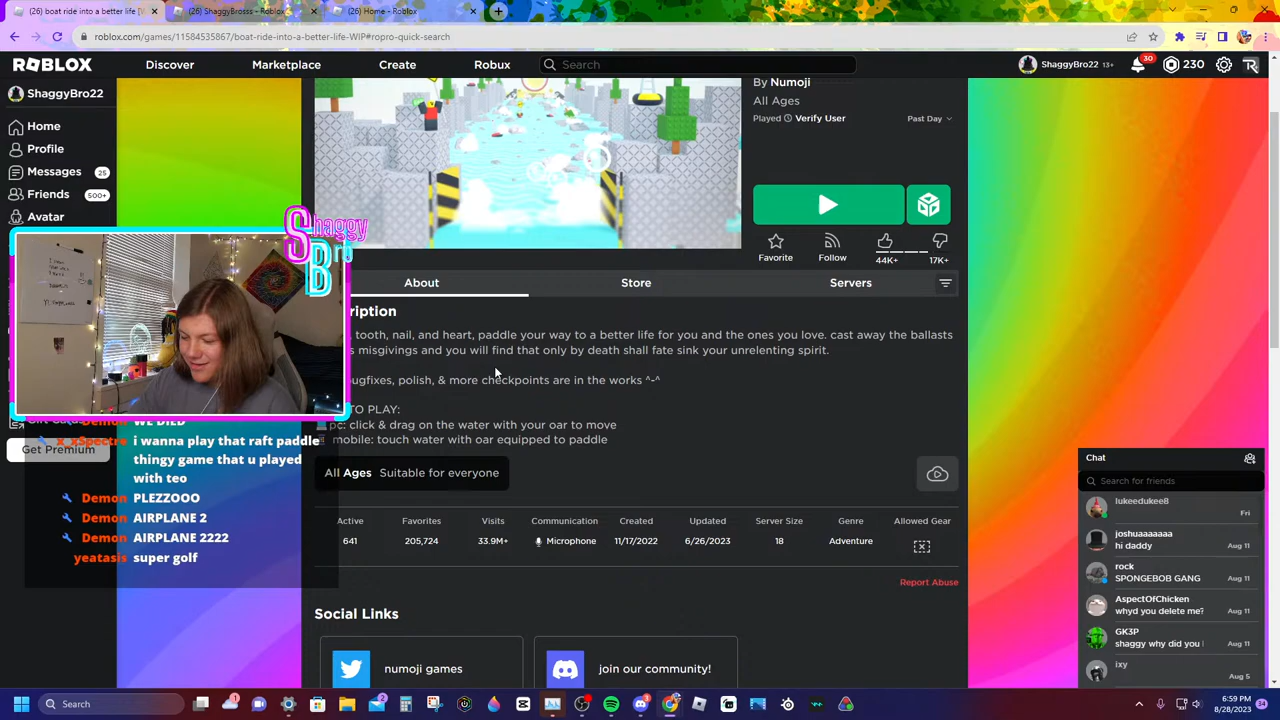 (26) boat ride into a better life [W
(26) ShaggyBrosss - Roblox
(26) Home - Roblox
roblox.com/games/11584535867/boat-ride-into-a-better-life-WIP#ropro-quick-search
ROBLOX
Discover
Marketplace
Create
Robux
Search
ShaggyBro22 13+
30
230
ShaggyBro22
Home
Profile
Messages 25
Friends 500+
Avatar
Get Premium
By Numoji
All Ages
Played Verify User
Past Day
Favorite
Follow
44K+
17K+
About
Store
Servers
Shaggy
Bro
ription
tooth, nail, and heart, paddle your way to a better life for you and the ones you love. cast away the ballasts
misgivings and you will find that only by death shall fate sink your unrelenting spirit.
ugfixes, polish, & more checkpoints are in the works ^-^
TO PLAY:
pc: click & drag on the water with your oar to move
mobile: touch water with oar equipped to paddle
All Ages Suitable for everyone
Active
Favorites
Visits
Communication
Created
Updated
Server Size
Genre
Allowed Gear
641
205,724
33.9M+
Microphone
11/17/2022
6/26/2023
18
Adventure
Report Abuse
Social Links
numoji games
join our community!
Demon WE DIED
x_xSpectre i wanna play that raft paddle
thingy game that u played
with teo
Demon PLEZZOOO
Demon AIRPLANE 2
Demon AIRPLANE 2222
yeatasis super golf
Chat
Search for friends
lukeedukee8
Fri
joshuaaaaaaa
hi daddy Aug 11
rock
SPONGEBOB GANG Aug 11
AspectOfChicken
whyd you delete me? Aug 11
GK3P
shaggy why did you Aug 11
ixy
Aug 5
Search
6:59 PM
8/28/2023
34